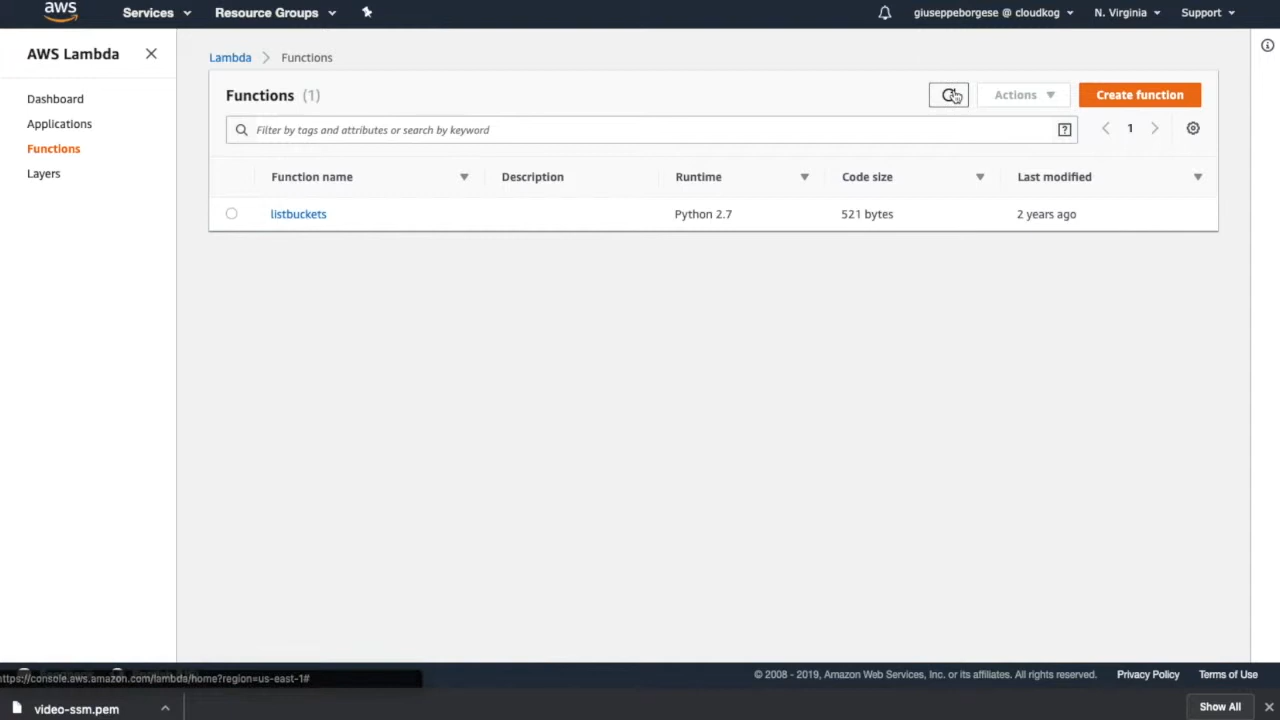 aws Services Resource Groups giuseppeborgese @ cloudkog N. Virginia Support
AWS Lambda
Dashboard
Applications
Functions
Layers
Lambda Functions
Functions (1) Actions Create function
Filter by tags and attributes or search by keyword ? 1
Function name Description Runtime Code size Last modified
listbuckets Python 2.7 521 bytes 2 years ago
https://console.aws.amazon.com/lambda/home?region=us-east-1#
© 2008 - 2019, Amazon Web Services, Inc. or its affiliates. All rights reserved. Privacy Policy Terms of Use
video-ssm.pem Show All